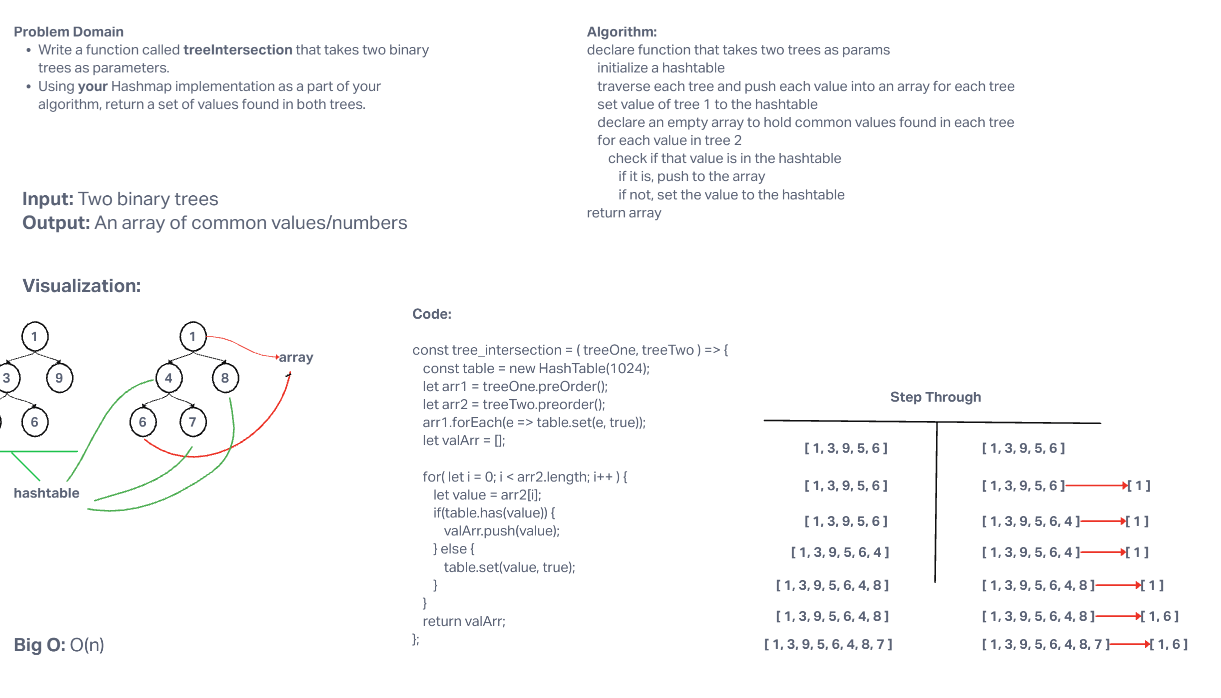 Problem Domain
• Write a function called treeIntersection that takes two binary
trees as parameters.
• Using your Hashmap implementation as a part of your
algorithm, return a set of values found in both trees.
Input: Two binary trees
Output: An array of common values/numbers
Algorithm:
declare function that takes two trees as params
initialize a hashtable
traverse each tree and push each value into an array for each tree
set value of tree 1 to the hashtable
declare an empty array to hold common values found in each tree
for each value in tree 2
check if that value is in the hashtable
if it is, push to the array
if not, set the value to the hashtable
return array
Visualization:
1
3
9
6
1
4
8
6
7
array
hashtable
Big O: O(n)
Code:
const tree_intersection = ( treeOne, treeTwo ) => {
const table = new HashTable(1024);
let arr1 = treeOne.preOrder();
let arr2 = treeTwo.preorder();
arr1.forEach(e => table.set(e, true));
let valArr = [];
for( let i = 0; i < arr2.length; i++ ) {
let value = arr2[i];
if(table.has(value)) {
valArr.push(value);
} else {
table.set(value, true);
}
}
return valArr;
};
Step Through
[ 1, 3, 9, 5, 6 ] [ 1, 3, 9, 5, 6 ]
[ 1, 3, 9, 5, 6 ] [ 1, 3, 9, 5, 6 ] [ 1 ]
[ 1, 3, 9, 5, 6 ] [ 1, 3, 9, 5, 6, 4 ] [ 1 ]
[ 1, 3, 9, 5, 6, 4 ] [ 1, 3, 9, 5, 6, 4 ] [ 1 ]
[ 1, 3, 9, 5, 6, 4, 8 ] [ 1, 3, 9, 5, 6, 4, 8 ] [ 1 ]
[ 1, 3, 9, 5, 6, 4, 8 ] [ 1, 3, 9, 5, 6, 4, 8 ] [ 1, 6 ]
[ 1, 3, 9, 5, 6, 4, 8, 7 ] [ 1, 3, 9, 5, 6, 4, 8, 7 ] [ 1, 6 ]